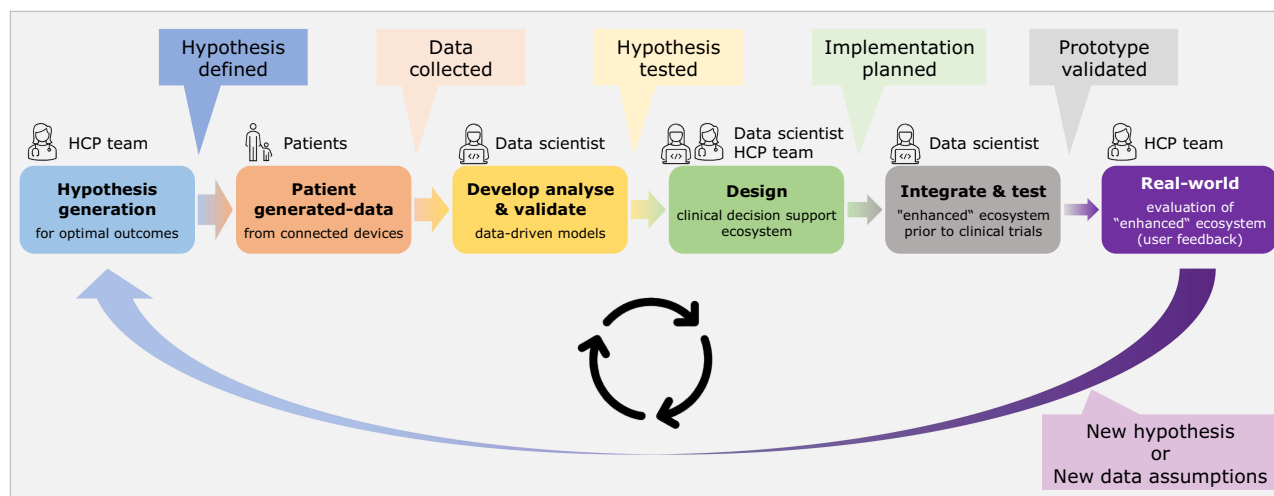 Hypothesis
defined
Data
collected
Hypothesis
tested
Implementation
planned
Prototype
validated
HCP team
Patients
Data scientist
Data scientist
HCP team
Data scientist
HCP team
Hypothesis
generation
for optimal outcomes
Patient
generated-data
from connected devices
Develop analyse
& validate
data-driven models
Design
clinical decision support
ecosystem
Integrate & test
"enhanced" ecosystem
prior to clinical trials
Real-world
evaluation of
"enhanced" ecosystem
(user feedback)
New hypothesis
or
New data assumptions